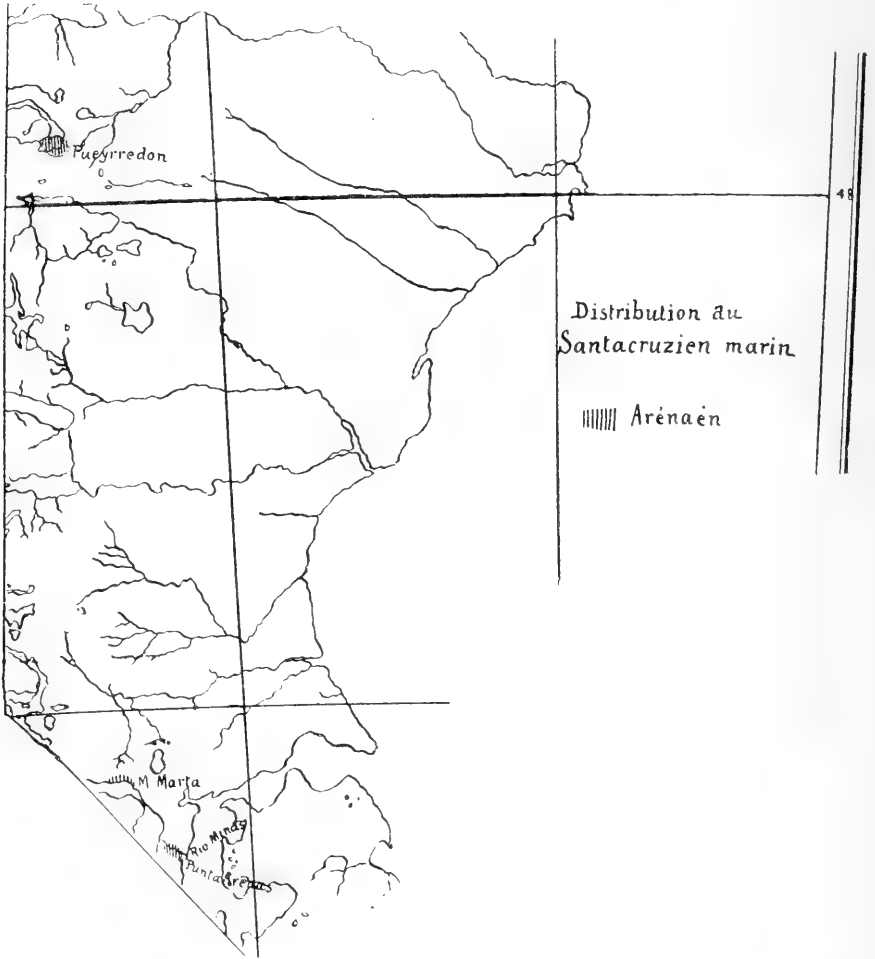 Pueyrredon
48
Distribution du
Santacruzien marin
Arénaén
M Marta
Rio Minas
Punta Arenas